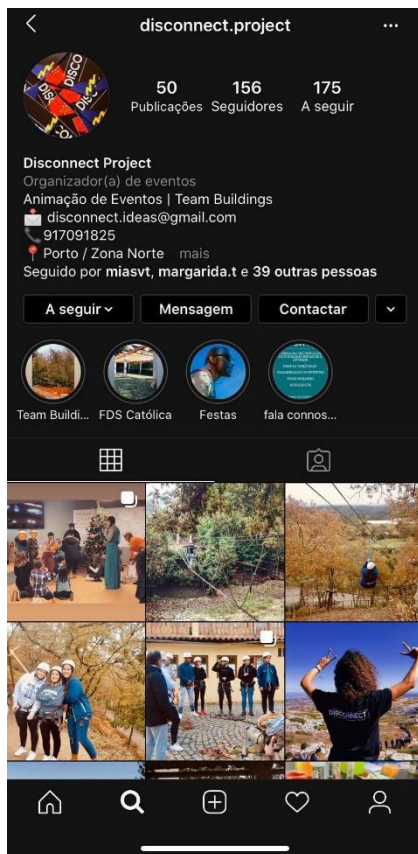 disconnect.project
50 156 175
Publicações Seguidores A seguir
Disconnect Project
Organizador(a) de eventos
Animação de Eventos | Team Buildings
disconnect.ideas@gmail.com
917091825
Porto / Zona Norte mais
Seguido por miasvt, margarida.t e 39 outras pessoas
A seguir Mensagem Contactar
Team Buildi... FDS Católica Festas fala connos...
DISCONNECT